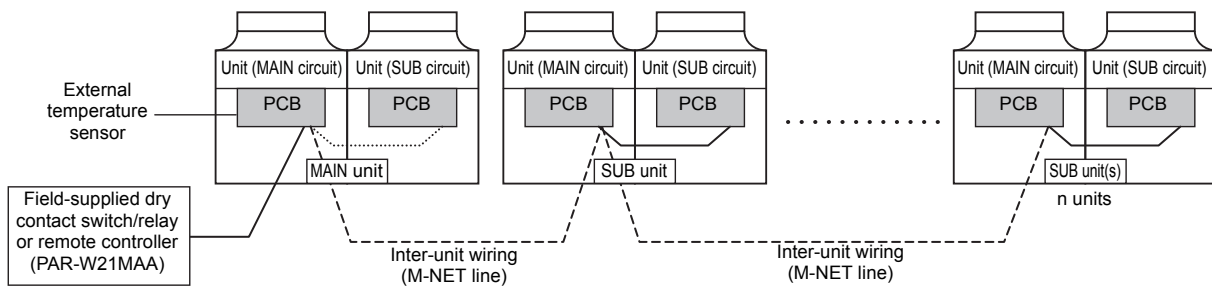 Unit (MAIN circuit) Unit (SUB circuit)
PCB PCB
External
temperature
sensor
MAIN unit
Field-supplied dry
contact switch/relay
or remote controller
(PAR-W21MAA)
Unit (MAIN circuit) Unit (SUB circuit)
PCB PCB
SUB unit
Unit (MAIN circuit) Unit (SUB circuit)
PCB PCB
SUB unit(s)
n units
Inter-unit wiring
(M-NET line)
Inter-unit wiring
(M-NET line)